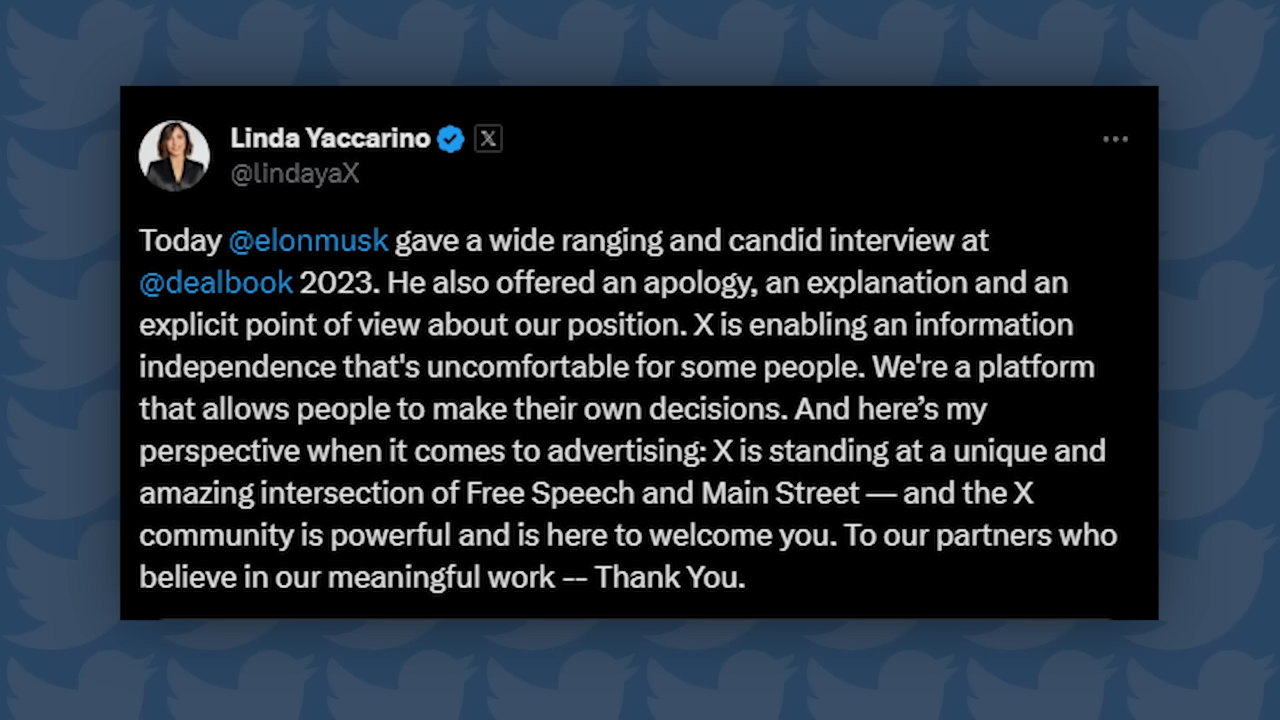 Linda Yaccarino X
@lindayaX
Today @elonmusk gave a wide ranging and candid interview at
@dealbook 2023. He also offered an apology, an explanation and an
explicit point of view about our position. X is enabling an information
independence that's uncomfortable for some people. We're a platform
that allows people to make their own decisions. And here’s my
perspective when it comes to advertising: X is standing at a unique and
amazing intersection of Free Speech and Main Street — and the X
community is powerful and is here to welcome you. To our partners who
believe in our meaningful work -- Thank You.